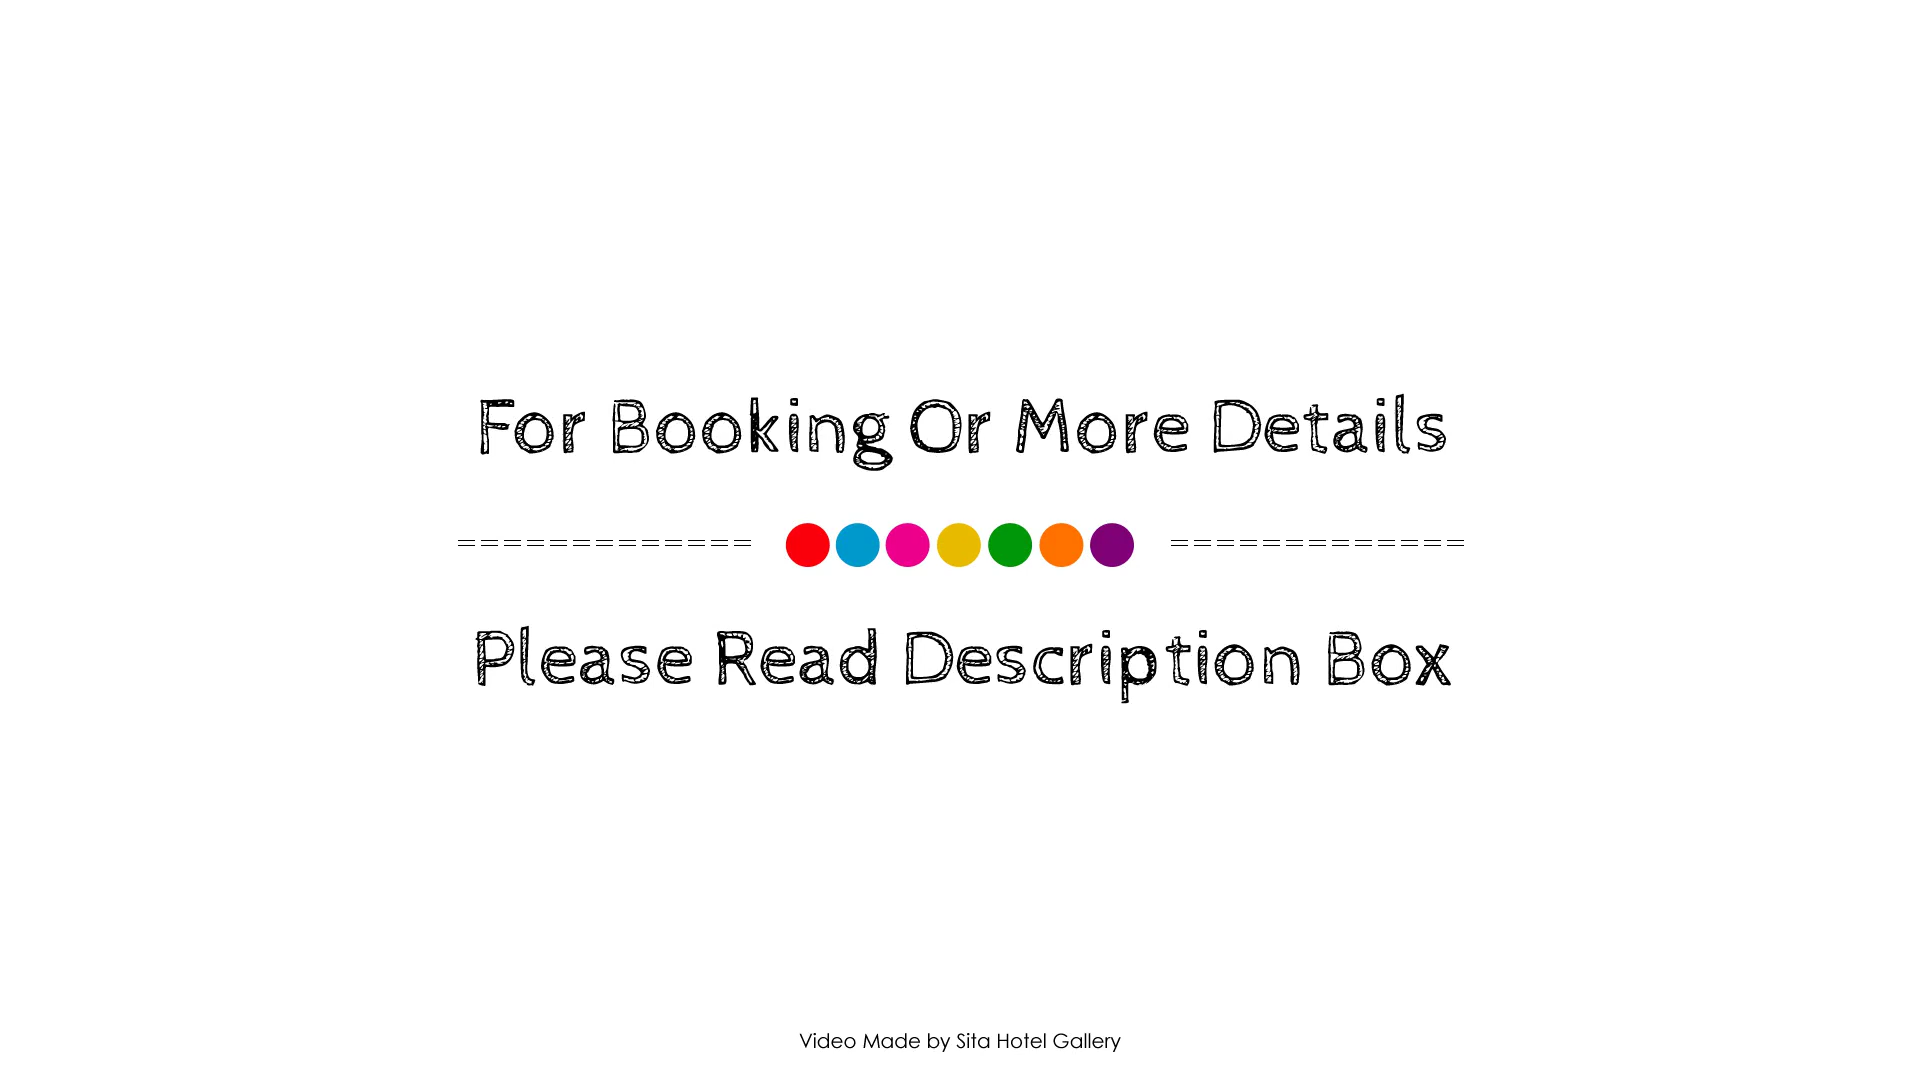 For Booking Or More Details
============= =============
Please Read Description Box
Video Made by Sita Hotel Gallery